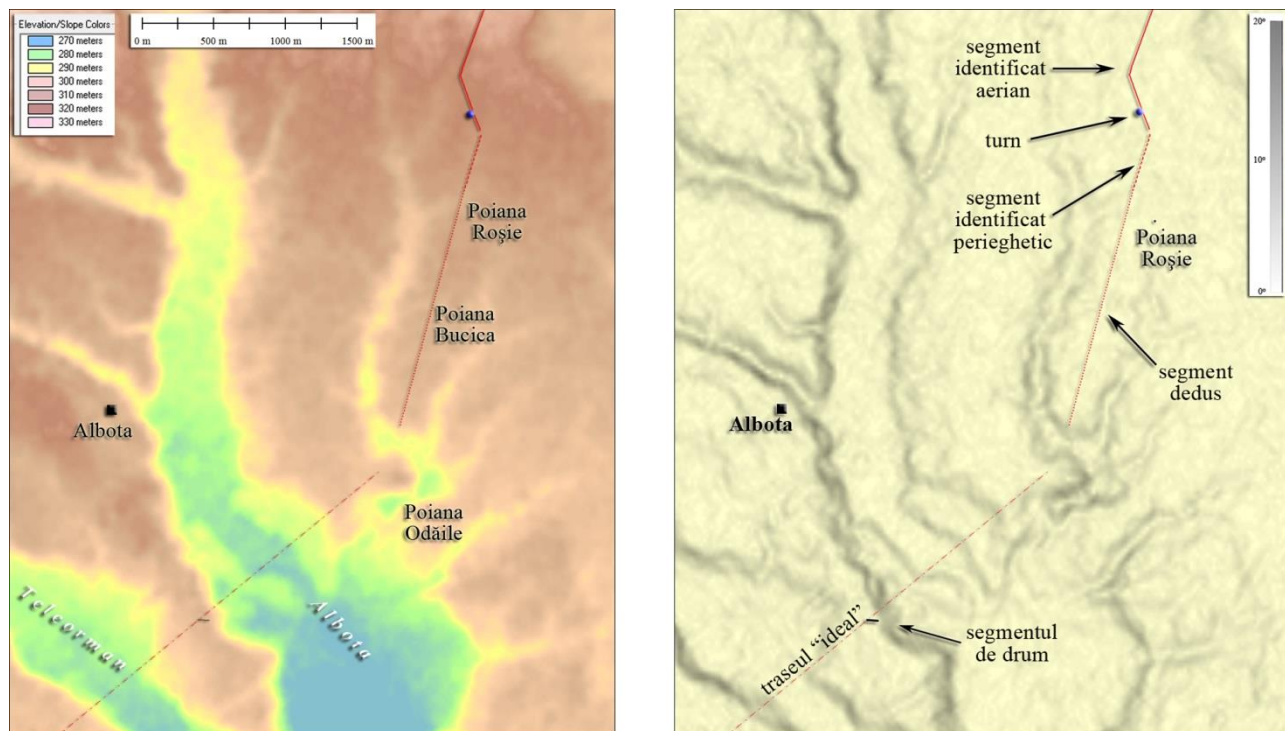 Elevation/Slope Colors
270 meters
280 meters
290 meters
300 meters
310 meters
320 meters
330 meters
0 m
500 m
1000 m
1500 m
Poiana
Roşie
Poiana
Bucica
Albota
Poiana
Odăile
Teleorman
Albota
segment
identificat
aerian
turn
segment
identificat
perieghetic
Poiana
Roşie
segment
dedus
Albota
traseul “ideal”
segmentul
de drum
20°
10°
0°